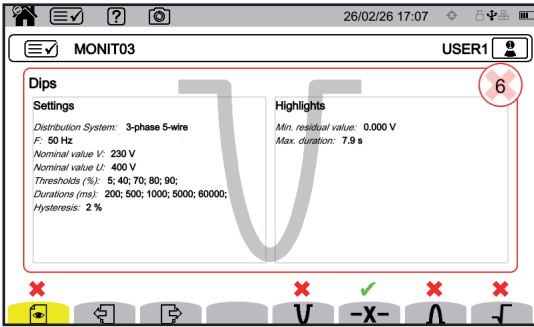 26/02/26 17:07
MONIT03
USER1
Dips
6
Settings
Distribution System: 3-phase 5-wire
F: 50 Hz
Nominal value V: 230 V
Nominal value U: 400 V
Thresholds (%): 5; 40; 70; 80; 90;
Durations (ms): 200; 500; 1000; 5000; 60000;
Hysteresis: 2 %
Highlights
Min. residual value: 0.000 V
Max. duration: 7.9 s